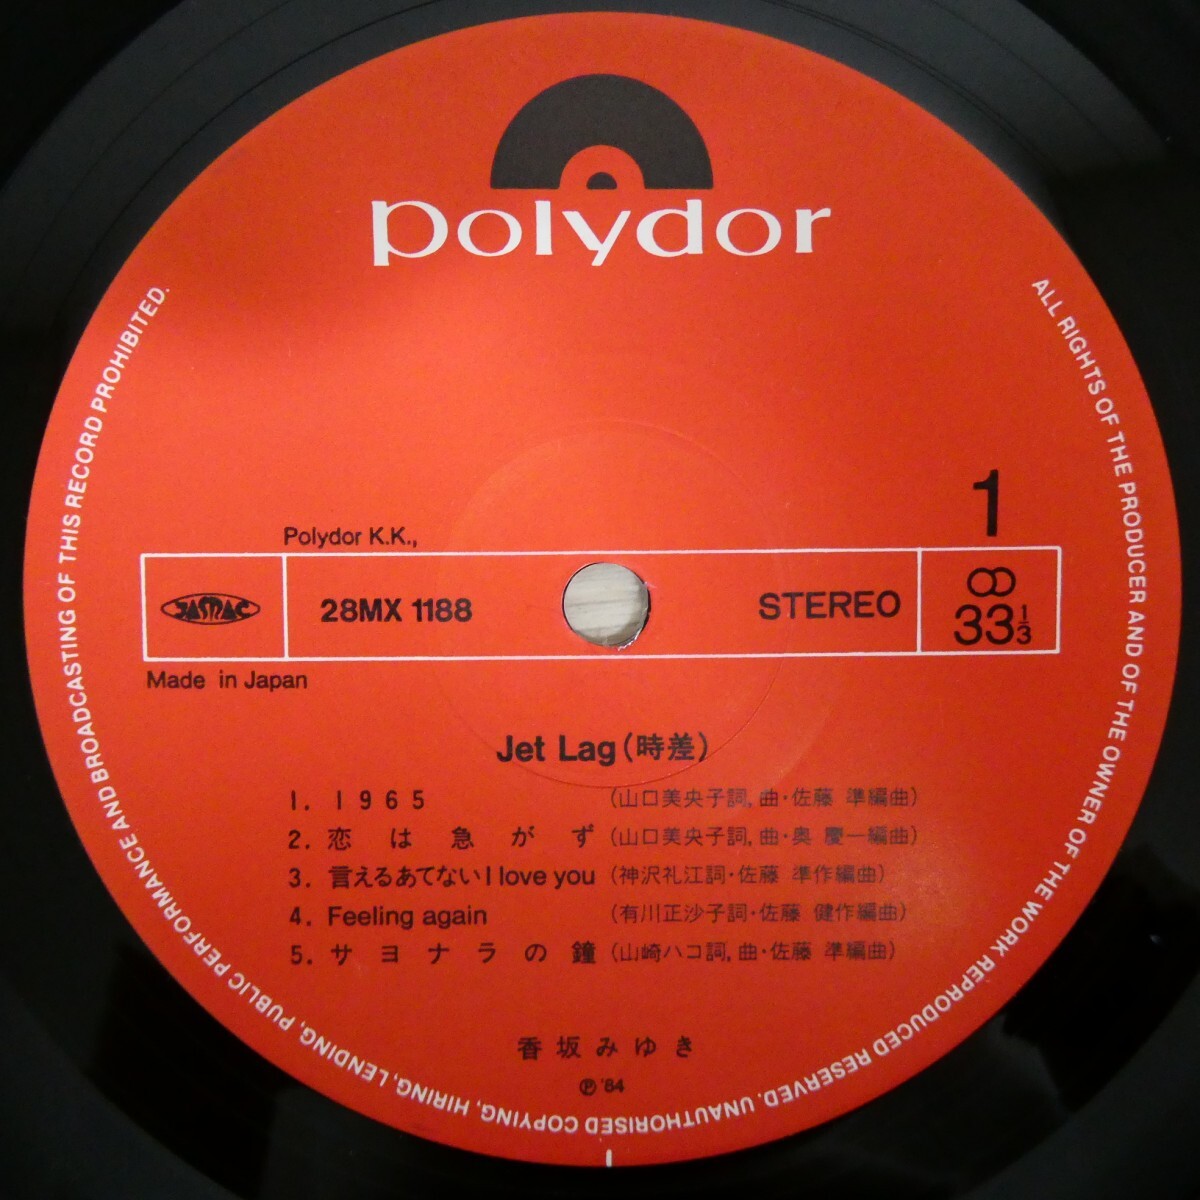 polydor
ALL RIGHTS OF THE PRODUCER AND OF THE OWNER OF THE WORK REPRODUCED RESERVED. UNAUTHORISED COPYING, HIRING, LENDING, PUBLIC PERFORMANCE AND BROADCASTING OF THIS RECORD PROHIBITED.
1
Polydor K.K.,
JASRAC
28MX 1188
STEREO
33⅓
Made in Japan
Jet Lag(時差)
1. 1965 (山口美央子詞,曲・佐藤 準編曲)
2. 恋は急がず (山口美央子詞,曲・奥 慶一編曲)
3. 言えるあてないI love you (神沢礼江詞・佐藤 準作編曲)
4. Feeling again (有川正沙子詞・佐藤 健作編曲)
5. サヨナラの鐘 (山崎ハコ詞,曲・佐藤 準編曲)
香坂みゆき
Ⓟ'84